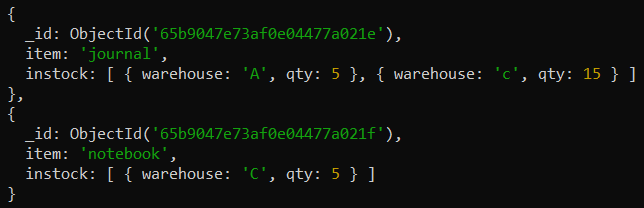 {
  _id: ObjectId('65b9047e73af0e04477a021e'),
  item: 'journal',
  instock: [ { warehouse: 'A', qty: 5 }, { warehouse: 'c', qty: 15 } ]
},
{
  _id: ObjectId('65b9047e73af0e04477a021f'),
  item: 'notebook',
  instock: [ { warehouse: 'C', qty: 5 } ]
}